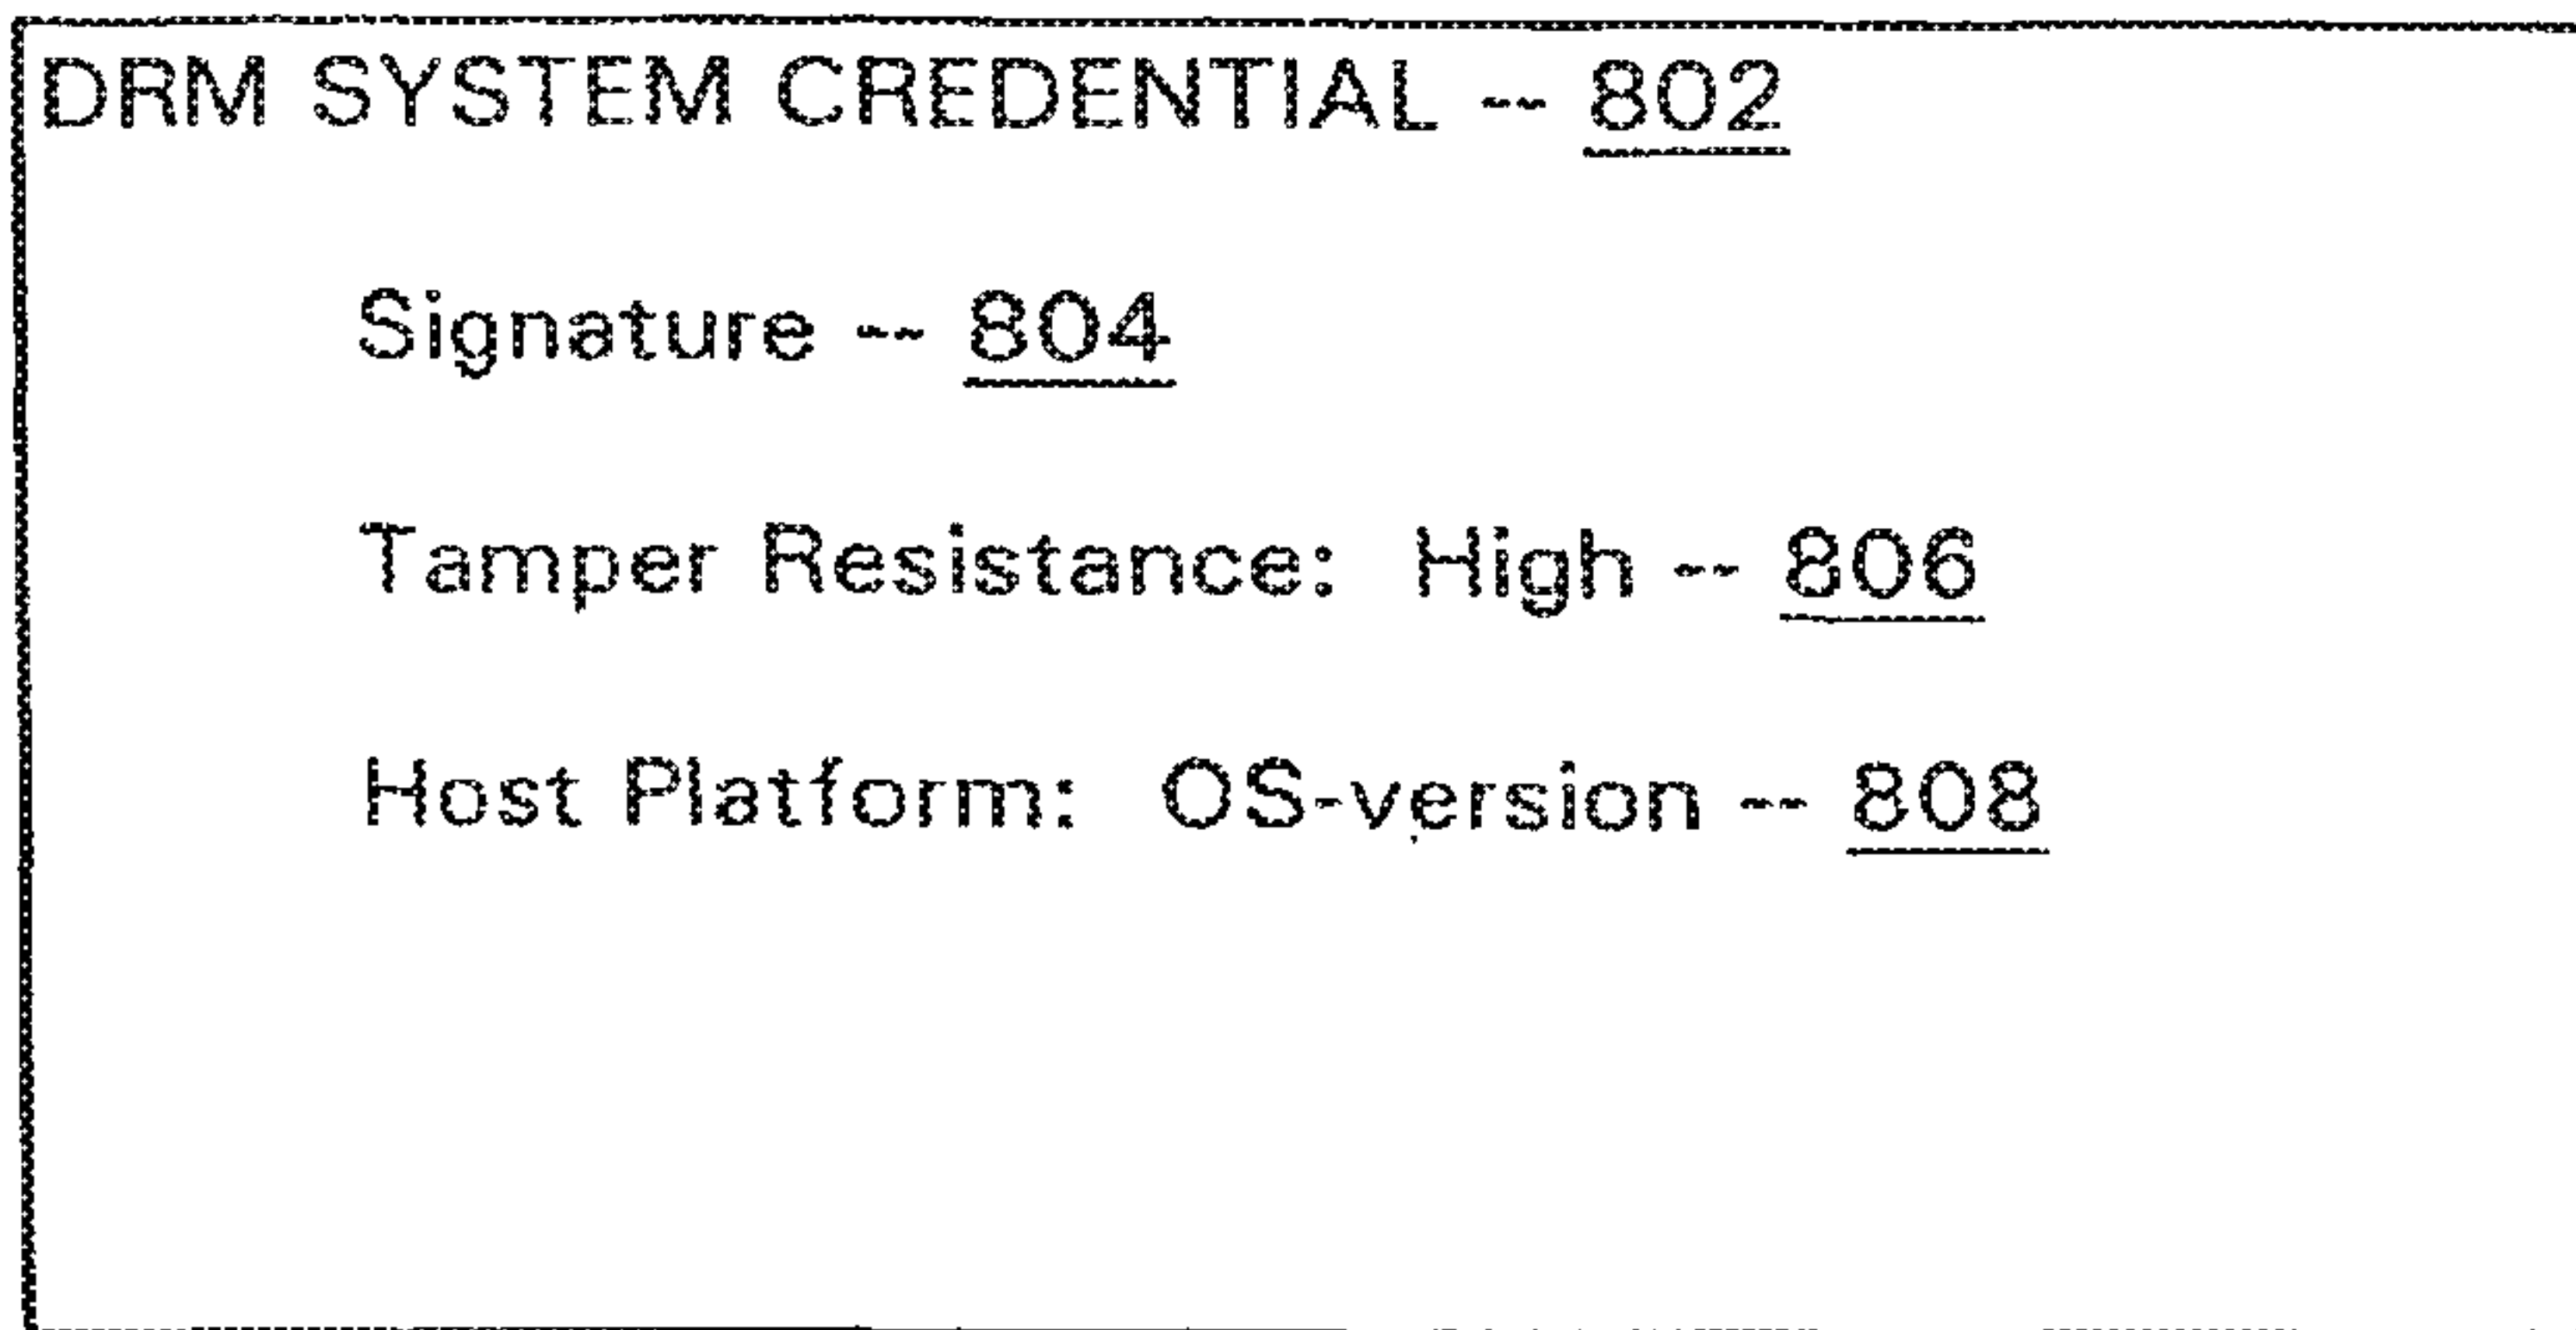 DRM SYSTEM CREDENTIAL -- 802
Signature -- 804
Tamper Resistance: High -- 806
Host Platform: OS-version -- 808